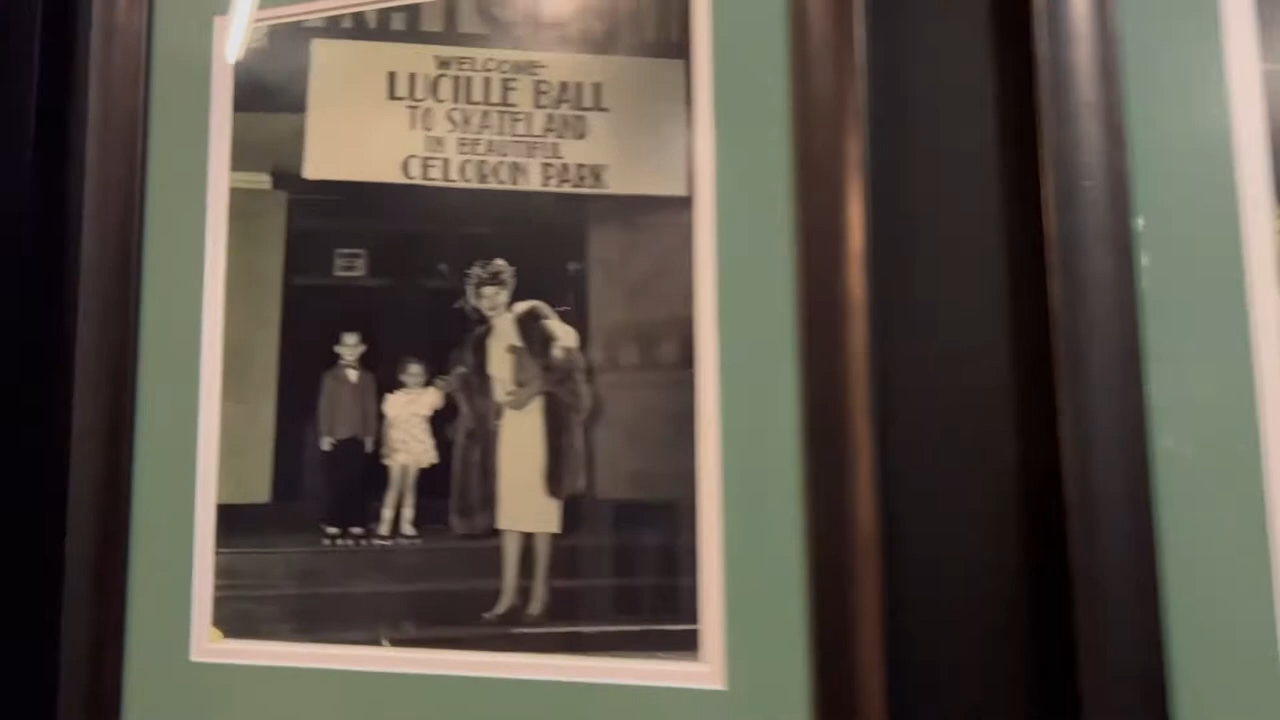 WELCOME
LUCILLE BALL
TO SKATELAND
IN BEAUTIFUL
CELORON PARK